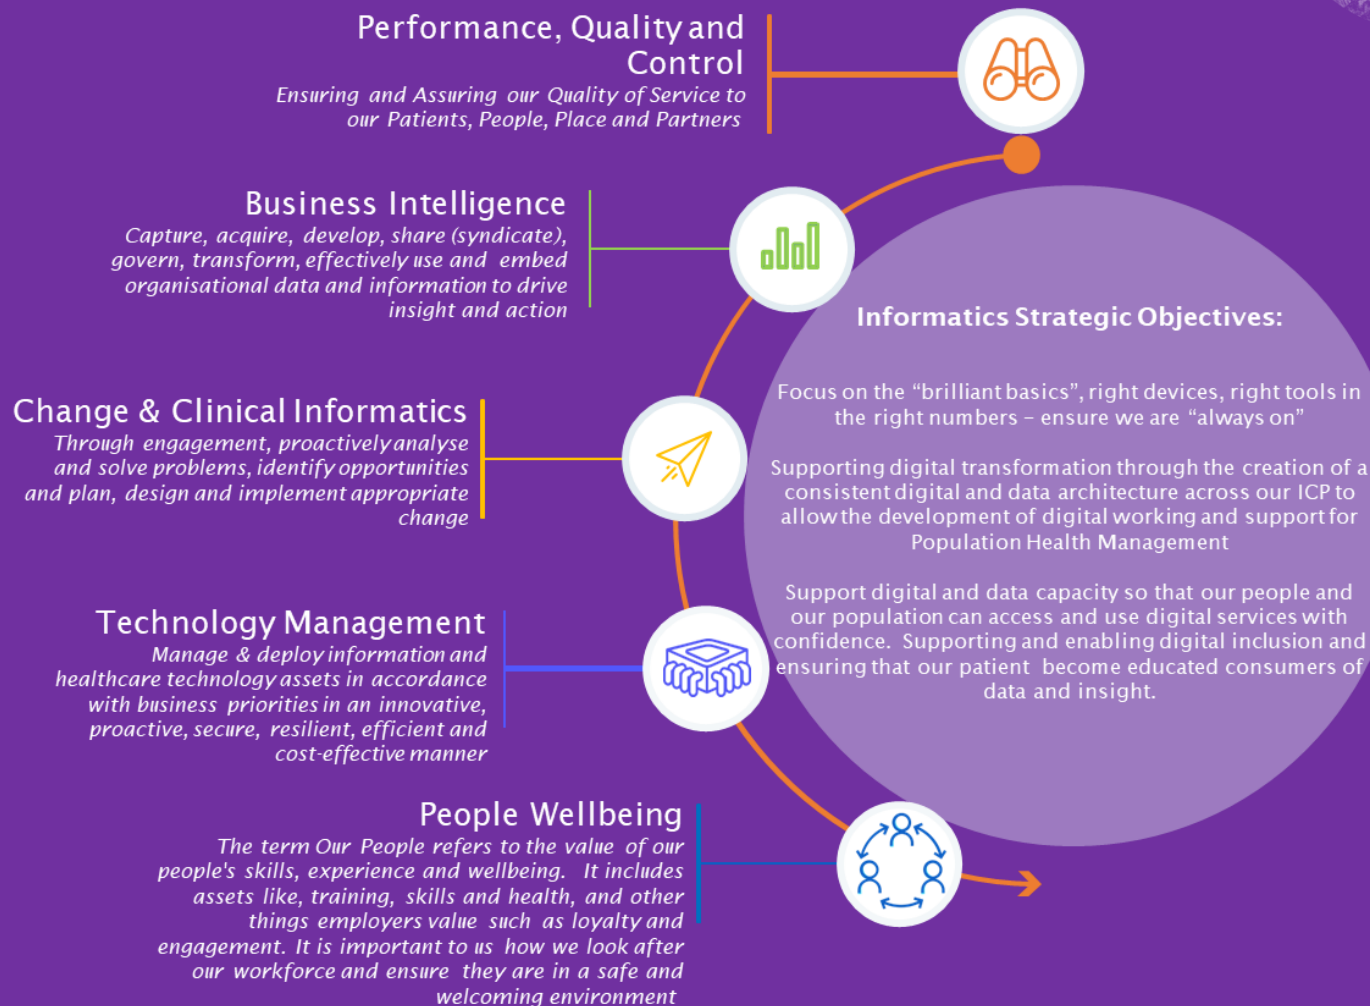 Performance, Quality and
Control
Ensuring and Assuring our Quality of Service to
our Patients, People, Place and Partners
Business Intelligence
Capture, acquire, develop, share (syndicate),
govern, transform, effectively use and embed
organisational data and information to drive
insight and action
Change & Clinical Informatics
Through engagement, proactively analyse
and solve problems, identify opportunities
and plan, design and implement appropriate
change
Technology Management
Manage & deploy information and
healthcare technology assets in accordance
with business priorities in an innovative,
proactive, secure, resilient, efficient and
cost-effective manner
People Wellbeing
The term Our People refers to the value of our
people's skills, experience and wellbeing. It includes
assets like, training, skills and health, and other
things employers value such as loyalty and
engagement. It is important to us how we look after
our workforce and ensure they are in a safe and
welcoming environment
Informatics Strategic Objectives:
Focus on the “brilliant basics”, right devices, right tools in
the right numbers – ensure we are “always on”
Supporting digital transformation through the creation of a
consistent digital and data architecture across our ICP to
allow the development of digital working and support for
Population Health Management
Support digital and data capacity so that our people and
our population can access and use digital services with
confidence. Supporting and enabling digital inclusion and
ensuring that our patient become educated consumers of
data and insight.